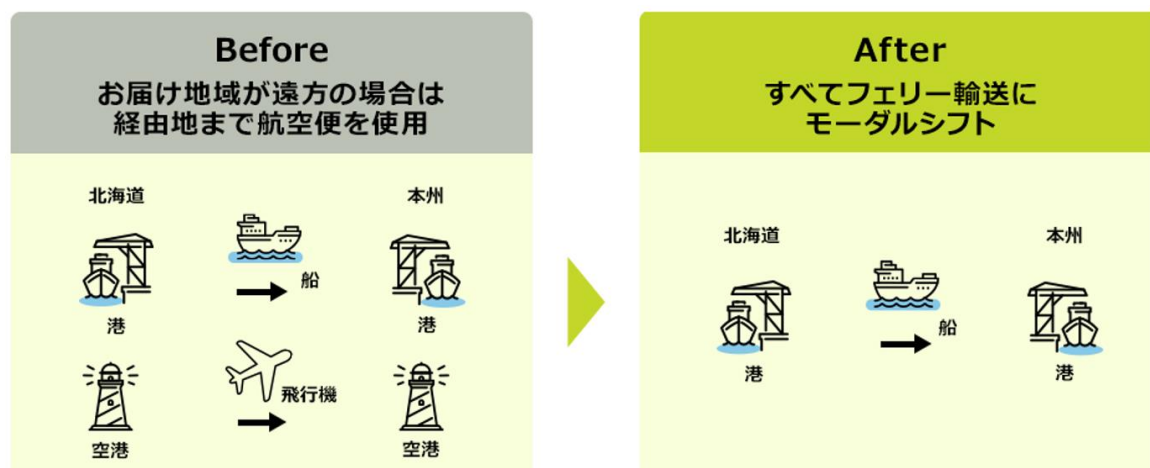 Before
お届け地域が遠方の場合は
経由地まで航空便を使用
北海道
本州
船
港
港
飛行機
空港
空港
After
すべてフェリー輸送に
モーダルシフト
北海道
本州
船
港
港